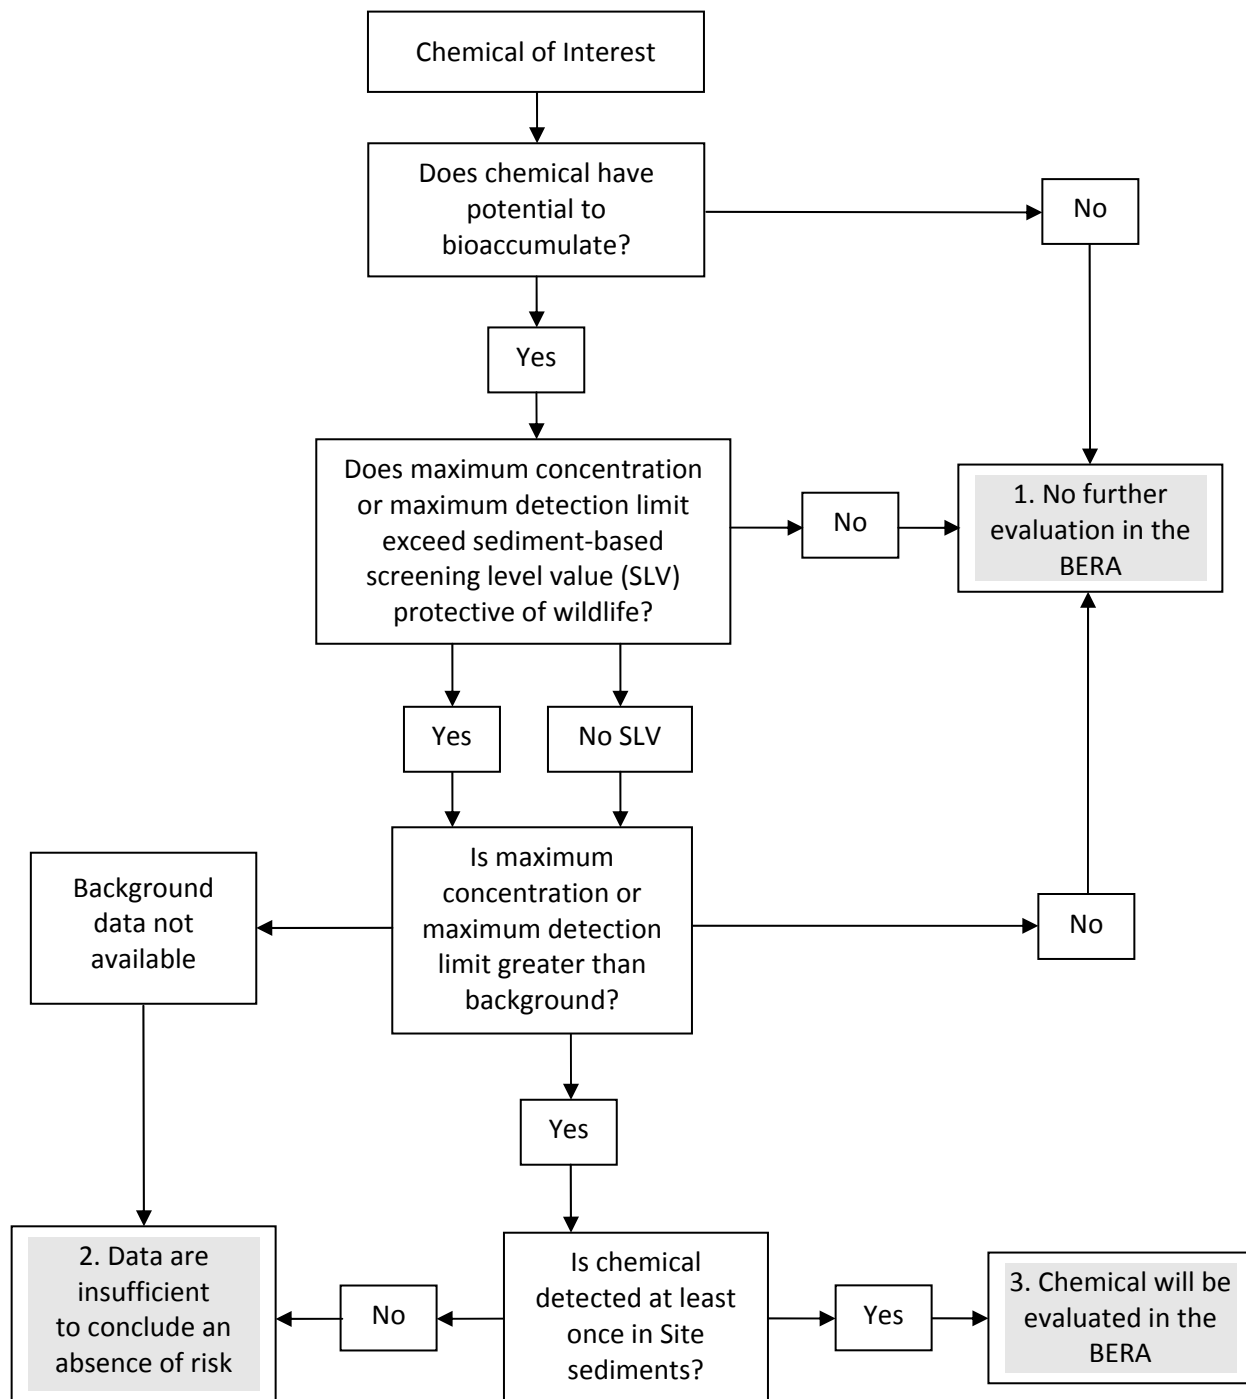 Chemical of Interest
Does chemical have
potential to
bioaccumulate?
No
Yes
Does maximum concentration
or maximum detection limit
exceed sediment-based
screening level value (SLV)
protective of wildlife?
No
1. No further
evaluation in the
BERA
Yes
No SLV
Background
data not
available
Is maximum
concentration or
maximum detection
limit greater than
background?
No
Yes
2. Data are
insufficient
to conclude an
absence of risk
No
Is chemical
detected at least
once in Site
sediments?
Yes
3. Chemical will be
evaluated in the
BERA